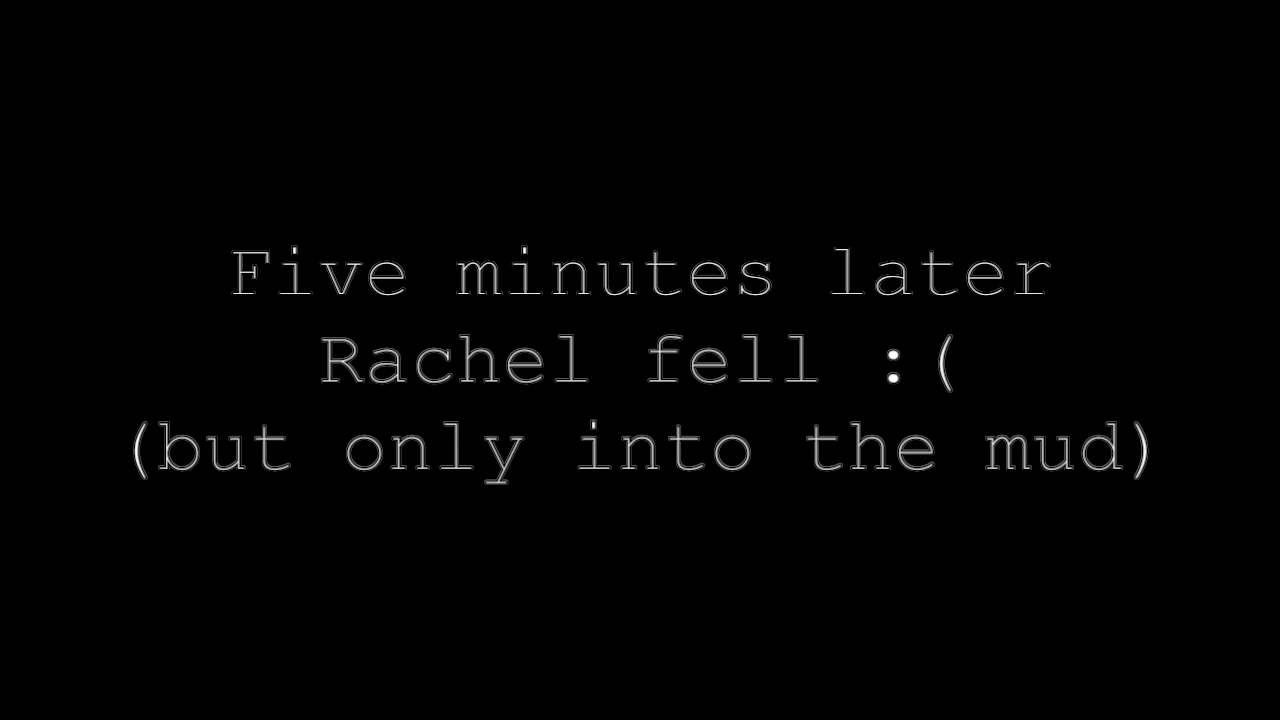 Five minutes later
Rachel fell :(
(but only into the mud)